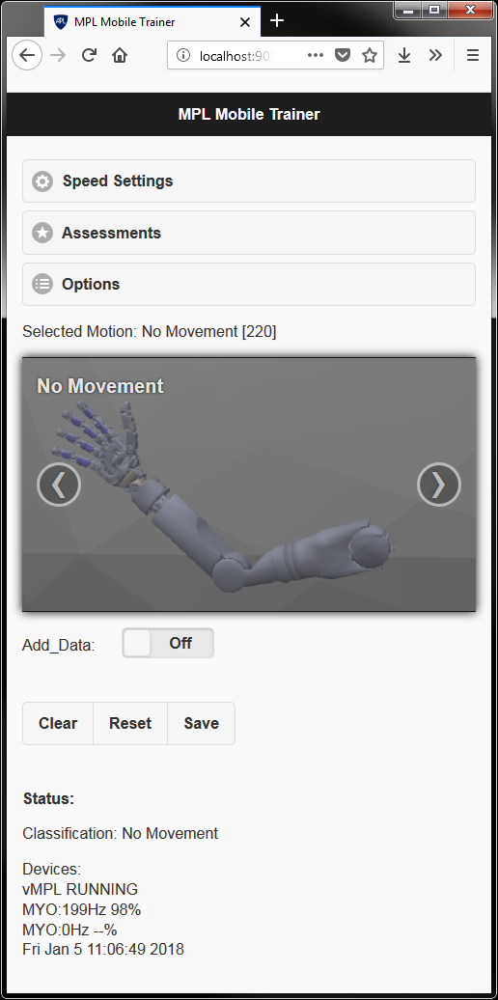 MPL Mobile Trainer
localhost:909
MPL Mobile Trainer
Speed Settings
Assessments
Options
Selected Motion: No Movement [220]
No Movement
Add_Data: Off
Clear Reset Save
Status:
Classification: No Movement
Devices:
vMPL RUNNING
MYO:199Hz 98%
MYO:0Hz --%
Fri Jan 5 11:06:49 2018